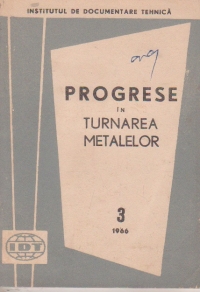 INSTITUTUL DE DOCUMENTARE TEHNICĂ
PROGRESE
ÎN
TURNAREA
METALELOR
3
1966
IDT